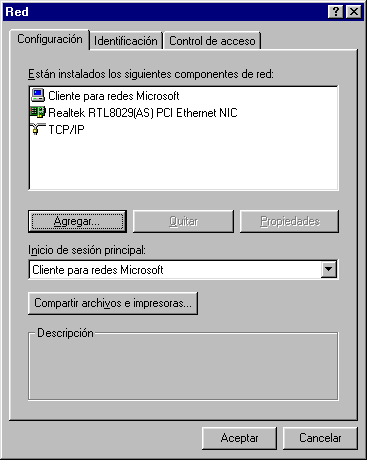 Red
Configuración Identificación Control de acceso
Están instalados los siguientes componentes de red:
Cliente para redes Microsoft
Realtek RTL8029(AS) PCI Ethernet NIC
TCP/IP
Agregar... Quitar Propiedades
Inicio de sesión principal:
Cliente para redes Microsoft
Compartir archivos e impresoras...
Descripción
Aceptar Cancelar